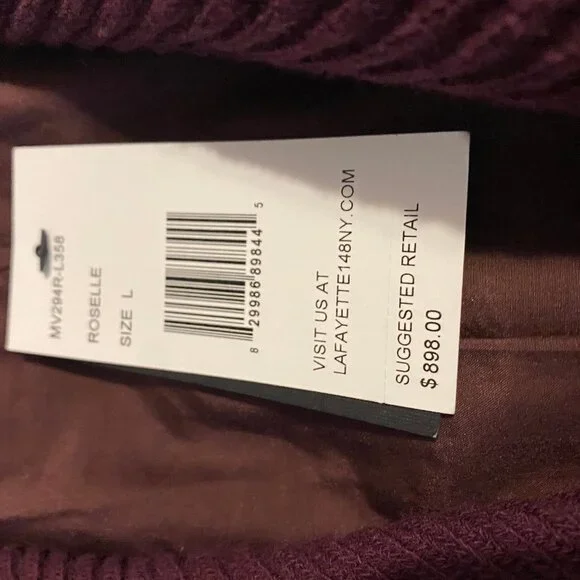 MV294R-L358
ROSELLE
SIZE L
8 29986 89844 5
VISIT US AT
LAFAYETTE148NY.COM
SUGGESTED RETAIL
$ 898.00